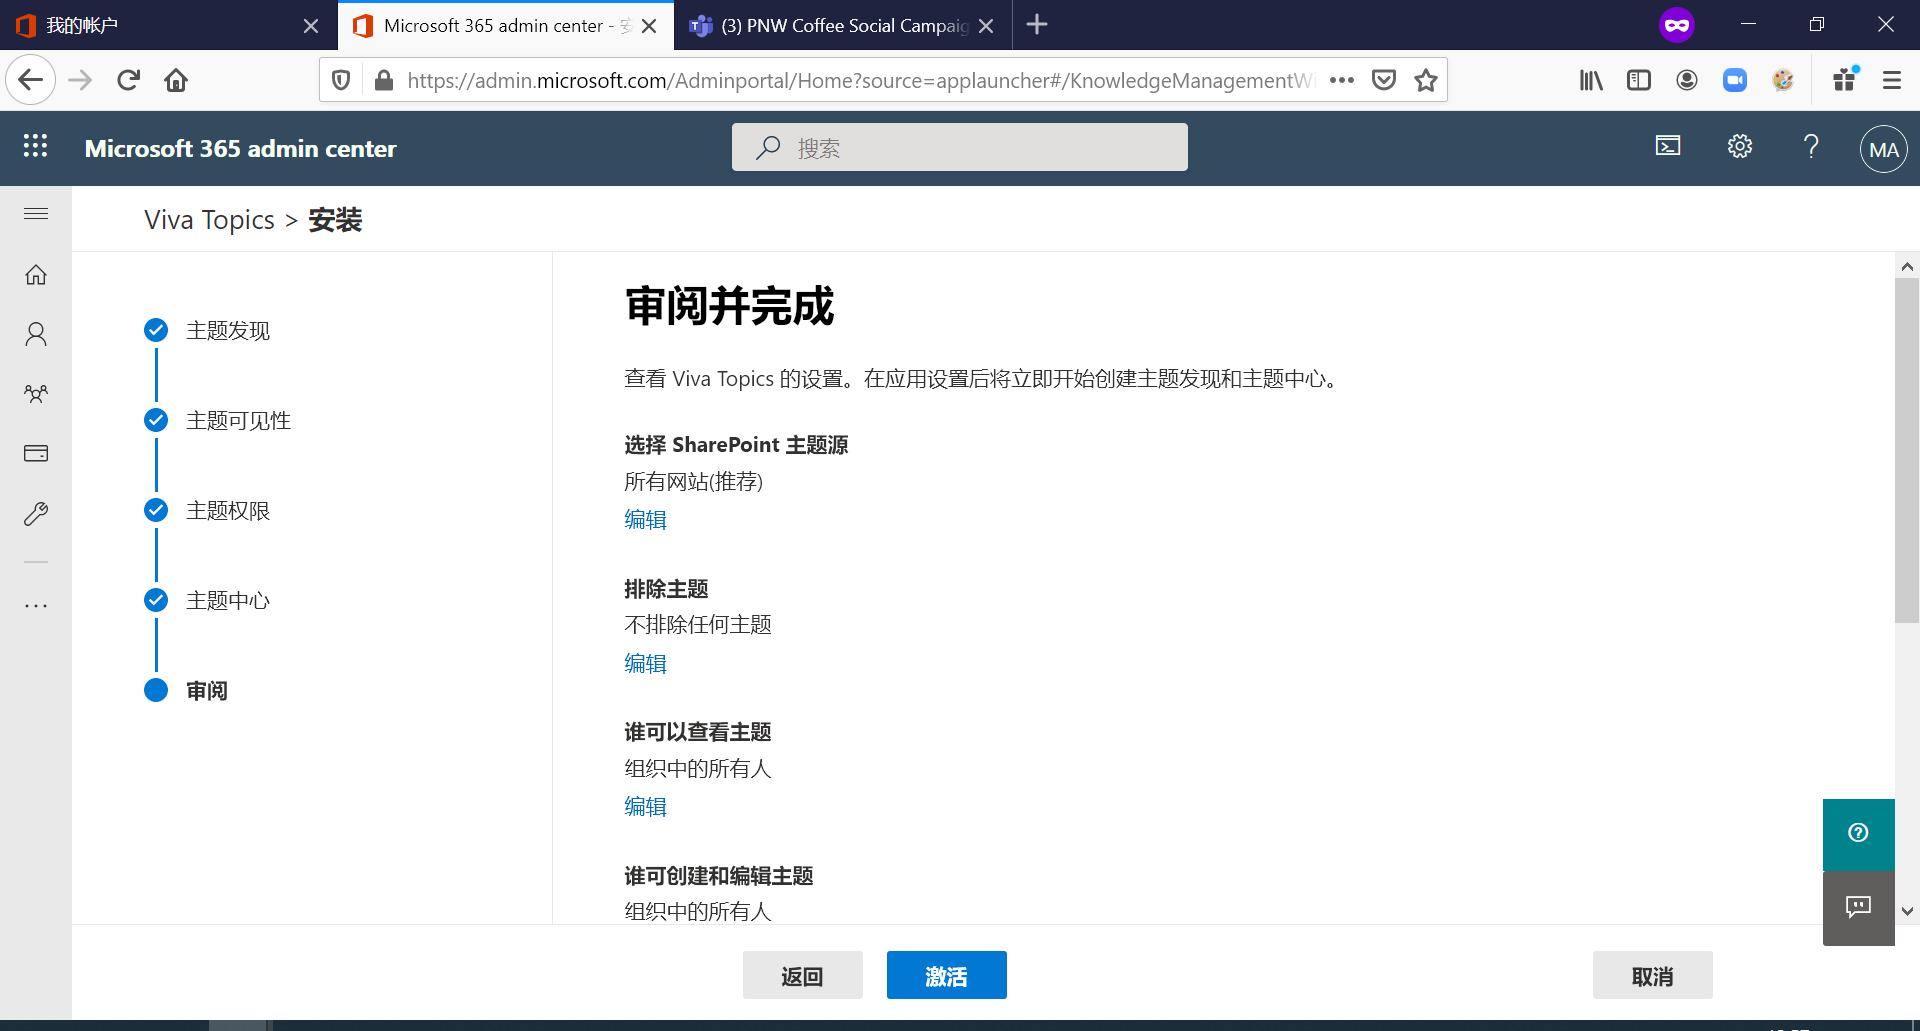 我的帐户
Microsoft 365 admin center - 安
(3) PNW Coffee Social Campaig
https://admin.microsoft.com/Adminportal/Home?source=applauncher#/KnowledgeManagementWi
Microsoft 365 admin center
搜索
MA
Viva Topics > 安装
主题发现
主题可见性
主题权限
主题中心
审阅
审阅并完成
查看 Viva Topics 的设置。在应用设置后将立即开始创建主题发现和主题中心。
选择 SharePoint 主题源
所有网站(推荐)
编辑
排除主题
不排除任何主题
编辑
谁可以查看主题
组织中的所有人
编辑
谁可创建和编辑主题
组织中的所有人
返回
激活
取消